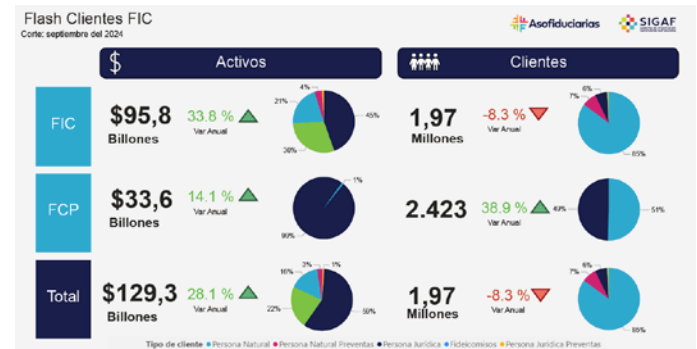 Flash Clientes FIC
Corte: septiembre del 2024
Asofiduciarias
SIGAF
$ Activos
Clientes
FIC
$95,8
Billones
33.8 %
Var Anual
4%
21%
45%
30%
1,97
Millones
-8.3 %
Var Anual
6%
7%
85%
FCP
$33,6
Billones
14.1 %
Var Anual
1%
99%
2.423
38.9 %
Var Anual
49%
51%
Total
$129,3
Billones
28.1 %
Var Anual
3%
1%
16%
22%
59%
1,97
Millones
-8.3 %
Var Anual
6%
7%
86%
Tipo de cliente Persona Natural Persona Natural Preventas Persona Jurídica Fideicomisos Persona Jurídica Preventas